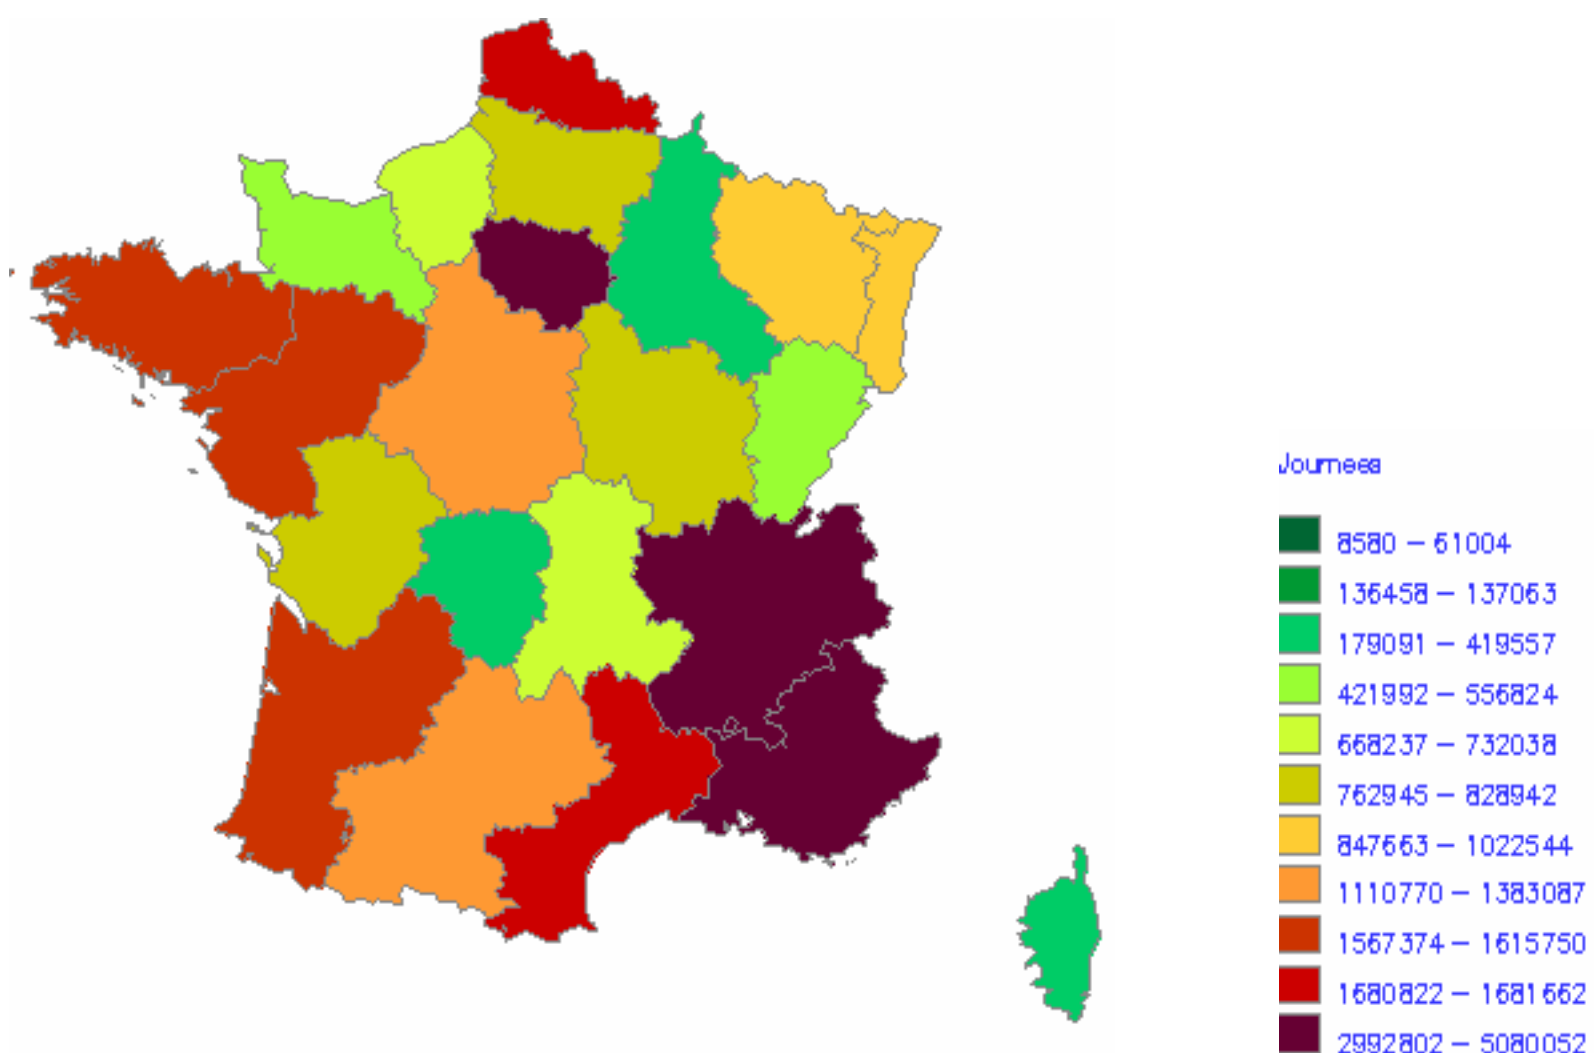 Journees
8580 – 61004
136458 – 137063
179091 – 419557
421992 – 556824
668237 – 732038
762945 – 828942
847663 – 1022544
1110770 – 1383087
1567374 – 1615750
1680822 – 1681662
2992802 – 5080052